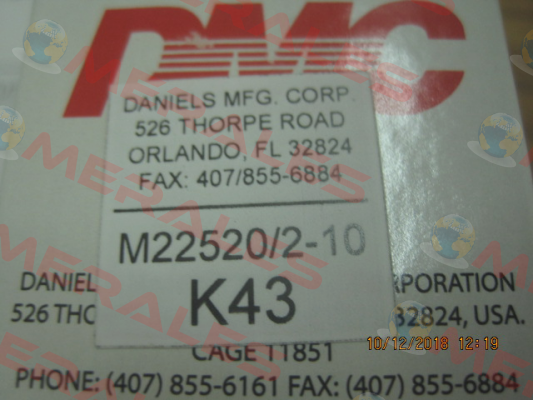 DMC
DANIELS MFG. CORP.
526 THORPE ROAD
ORLANDO, FL 32824
FAX: 407/855-6884
M22520/2-10
K43
DANIEL RPORATION
526 THO 32824, USA.
CAGE 11851
10/12/2018 12:19
PHONE: (407) 855-6161 FAX: (407) 855-6884
MERALES